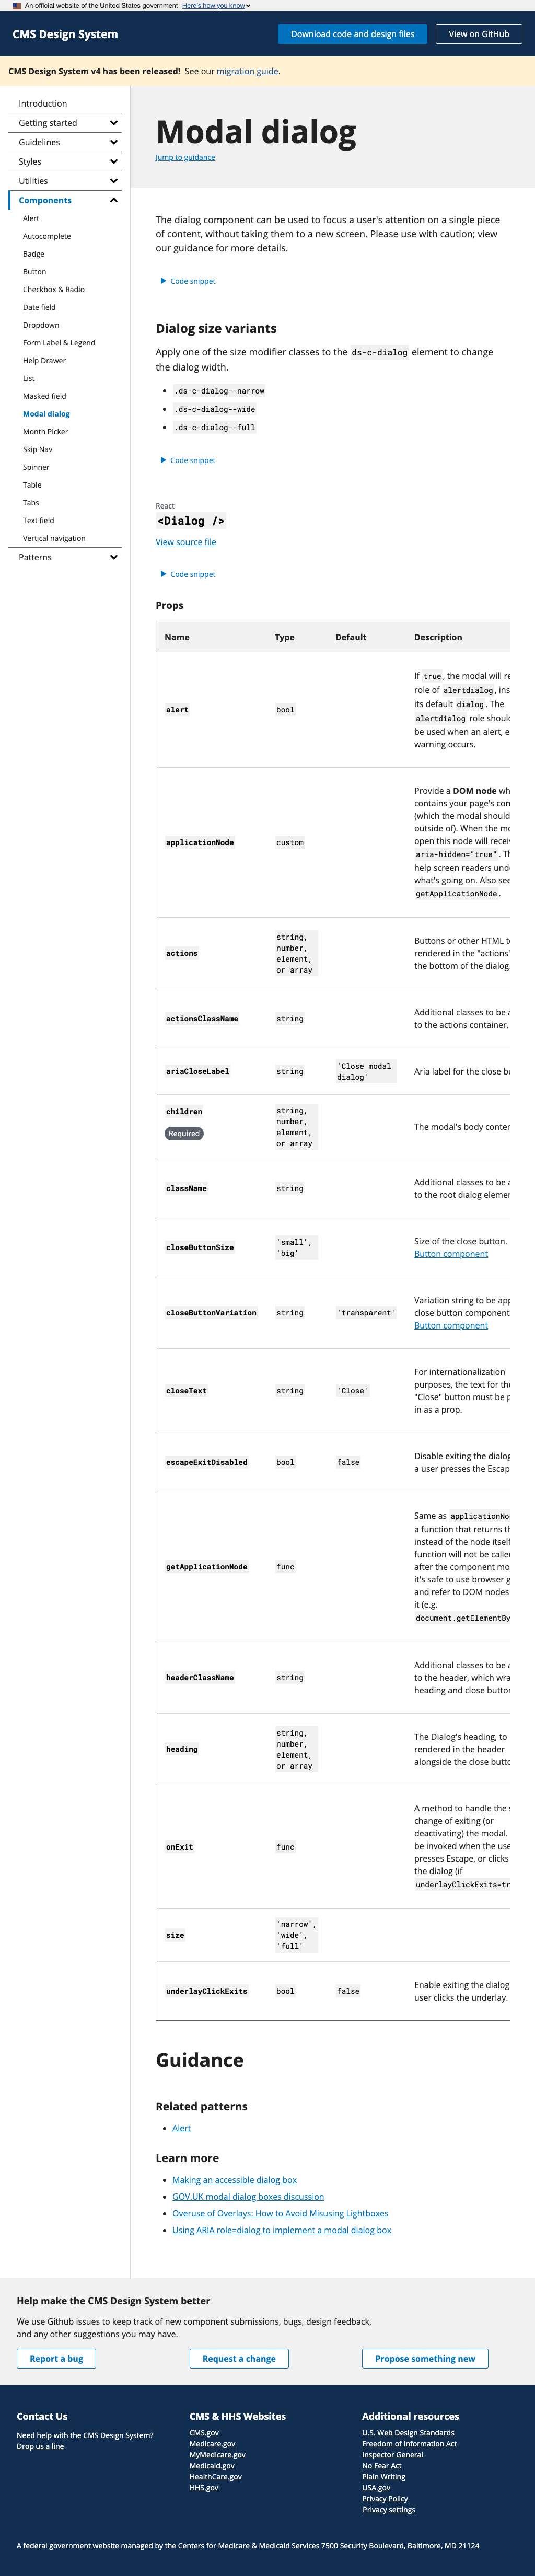 An official website of the United States government Here's how you know
CMS Design System
Download code and design files
View on GitHub
CMS Design System v4 has been released! See our migration guide.
Introduction
Getting started
Guidelines
Styles
Utilities
Components
Alert
Autocomplete
Badge
Button
Checkbox & Radio
Date field
Dropdown
Form Label & Legend
Help Drawer
List
Masked field
Modal dialog
Month Picker
Skip Nav
Spinner
Table
Tabs
Text field
Vertical navigation
Patterns
Modal dialog
Jump to guidance
The dialog component can be used to focus a user's attention on a single piece
of content, without taking them to a new screen. Please use with caution; view
our guidance for more details.
Code snippet
Dialog size variants
Apply one of the size modifier classes to the ds-c-dialog element to change
the dialog width.
.ds-c-dialog--narrow
.ds-c-dialog--wide
.ds-c-dialog--full
Code snippet
React
<Dialog />
View source file
Code snippet
Props
Name Type Default Description
alert
bool
If true, the modal will re
role of alertdialog, ins
its default dialog. The
alertdialog role should
be used when an alert, e
warning occurs.
applicationNode
custom
Provide a DOM node wh
contains your page's con
(which the modal should
outside of). When the mo
open this node will receiv
aria-hidden="true". Th
help screen readers unde
what's going on. Also see
getApplicationNode.
actions
string,
number,
element,
or array
Buttons or other HTML to
rendered in the "actions"
the bottom of the dialog
actionsClassName
string
Additional classes to be a
to the actions container.
ariaCloseLabel
string
'Close modal
dialog'
Aria label for the close bu
children
Required
string,
number,
element,
or array
The modal's body conten
className
string
Additional classes to be a
to the root dialog elemen
closeButtonSize
'small',
'big'
Size of the close button.
Button component
closeButtonVariation
string
'transparent'
Variation string to be app
close button component
Button component
closeText
string
'Close'
For internationalization
purposes, the text for the
"Close" button must be p
in as a prop.
escapeExitDisabled
bool
false
Disable exiting the dialog
a user presses the Escap
getApplicationNode
func
Same as applicationNo
a function that returns th
instead of the node itself
function will not be called
after the component mo
it's safe to use browser g
and refer to DOM nodes
it (e.g.
document.getElementBy
headerClassName
string
Additional classes to be a
to the header, which wra
heading and close button
heading
string,
number,
element,
or array
The Dialog's heading, to
rendered in the header
alongside the close butto
onExit
func
A method to handle the s
change of exiting (or
deactivating) the modal.
be invoked when the use
presses Escape, or clicks
the dialog (if
underlayClickExits=tr
size
'narrow',
'wide',
'full'
underlayClickExits
bool
false
Enable exiting the dialog
user clicks the underlay.
Guidance
Related patterns
Alert
Learn more
Making an accessible dialog box
GOV.UK modal dialog boxes discussion
Overuse of Overlays: How to Avoid Misusing Lightboxes
Using ARIA role=dialog to implement a modal dialog box
Help make the CMS Design System better
We use Github issues to keep track of new component submissions, bugs, design feedback,
and any other suggestions you may have.
Report a bug
Request a change
Propose something new
Contact Us
Need help with the CMS Design System?
Drop us a line
CMS & HHS Websites
CMS.gov
Medicare.gov
MyMedicare.gov
Medicaid.gov
HealthCare.gov
HHS.gov
Additional resources
U.S. Web Design Standards
Freedom of Information Act
Inspector General
No Fear Act
Plain Writing
USA.gov
Privacy Policy
Privacy settings
A federal government website managed by the Centers for Medicare & Medicaid Services 7500 Security Boulevard, Baltimore, MD 21124